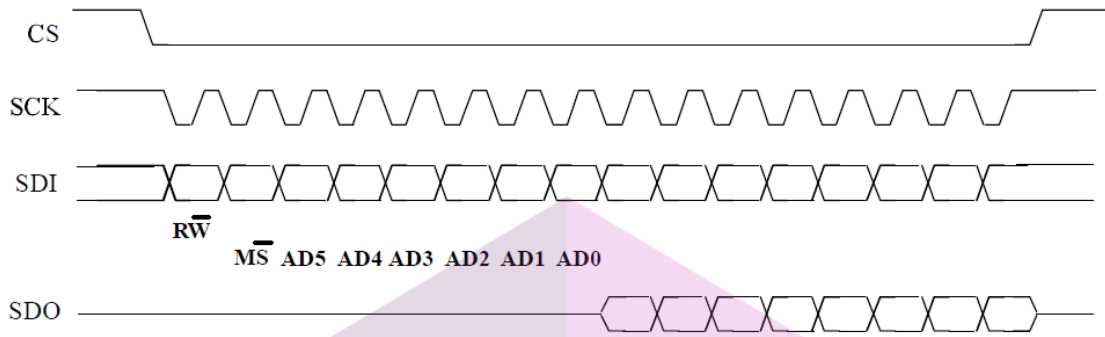 CS
SCK
SDI
RW̅
MS̅ AD5 AD4 AD3 AD2 AD1 AD0
SDO